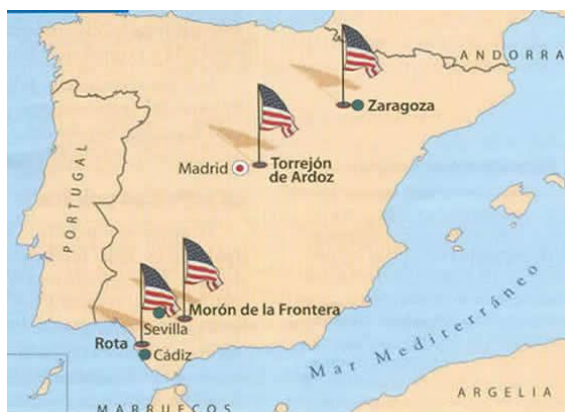 ANDORRA
Zaragoza
Madrid
Torrejón
de Ardoz
PORTUGAL
Morón de la Frontera
Sevilla
Rota
Cádiz
Mar Mediterráneo
MARRUECOS
ARGELIA